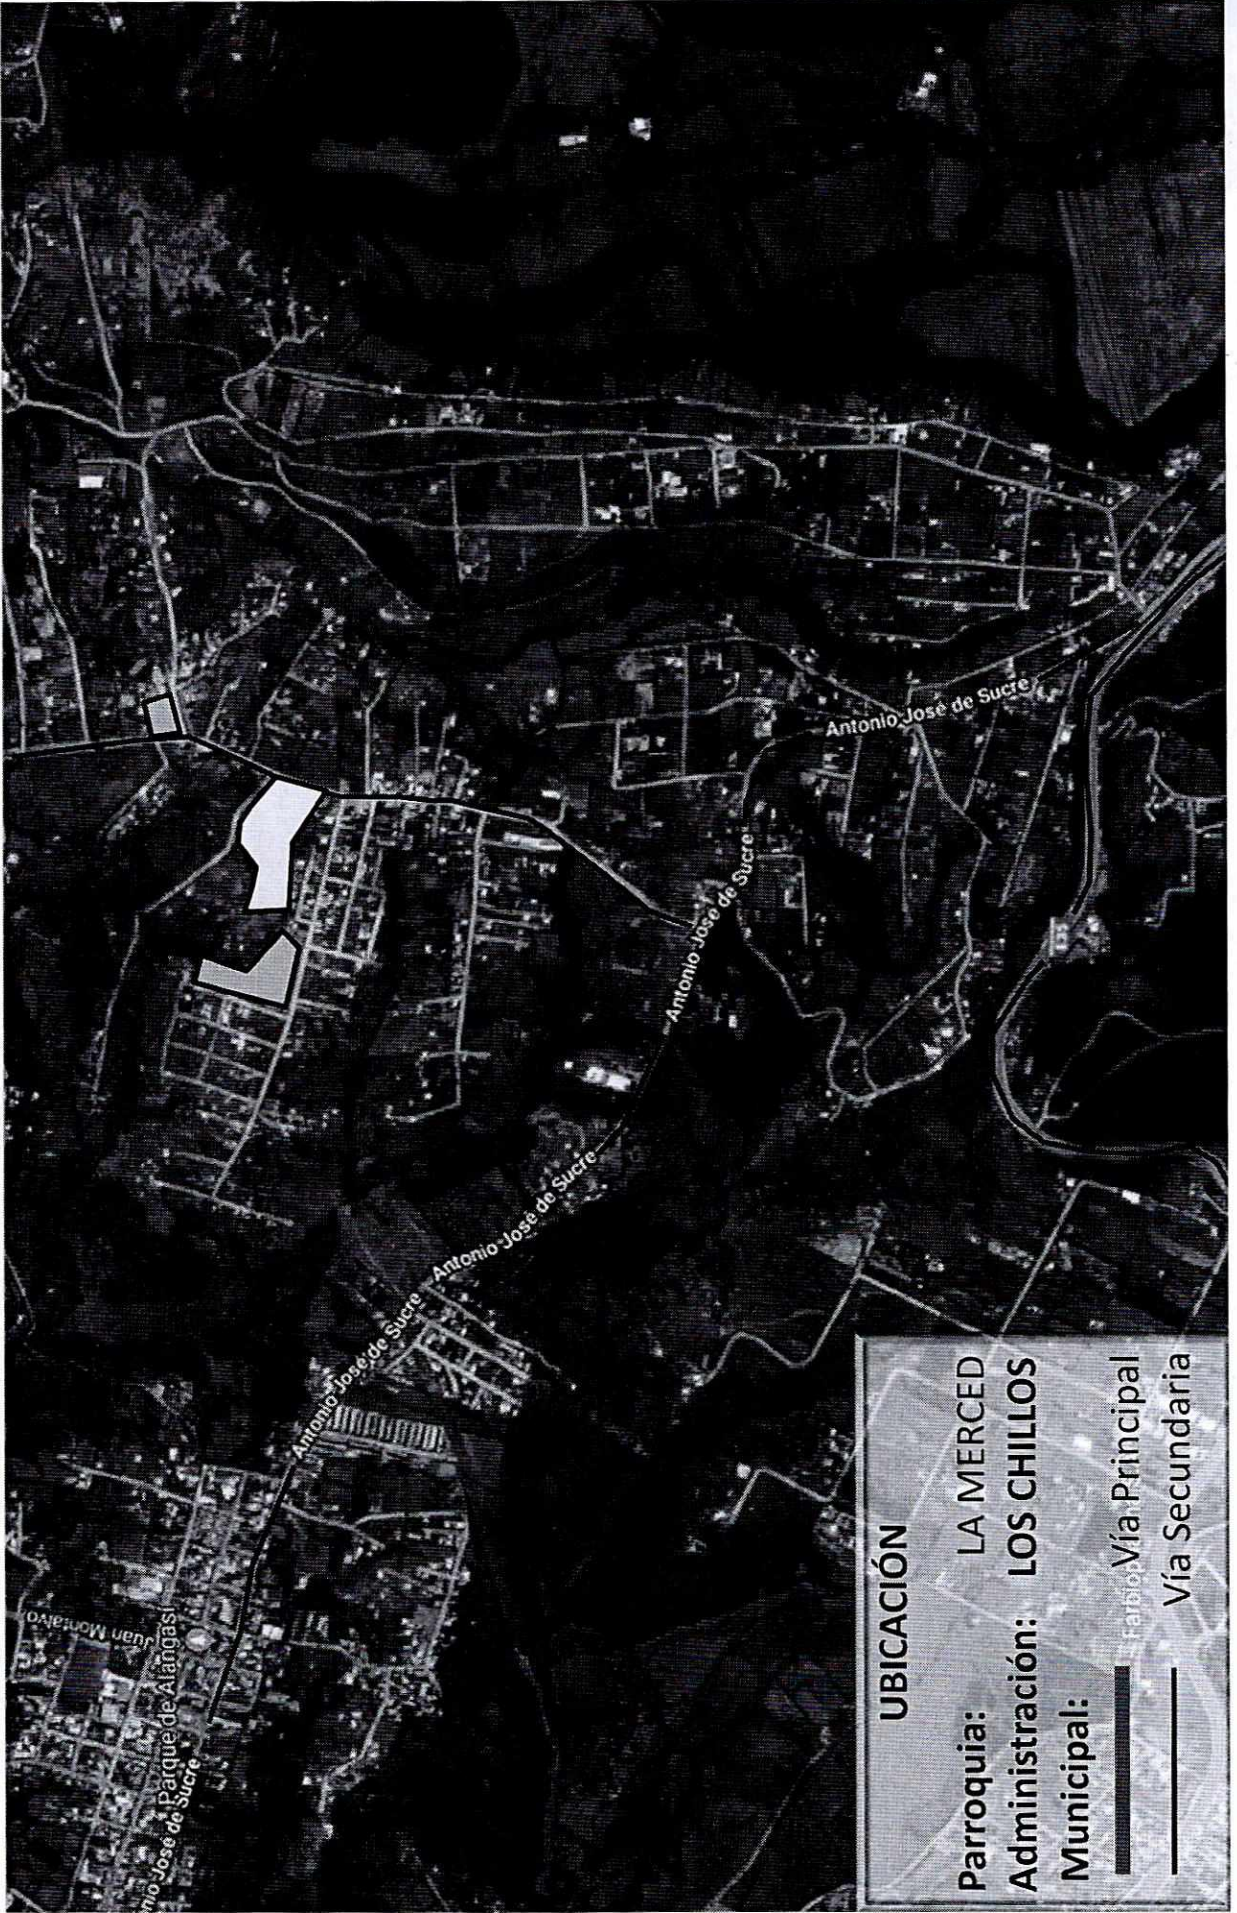 Juan Montalvo
Parque de Alangasí
nio José de Sucre
Antonio José de Sucre
Antonio José de Sucre
Antonio José de Sucre
Antonio José de Sucre
UBICACIÓN
Parroquia: LA MERCED
Administración: LOS CHILLOS
Municipal:
Vía Principal
Vía Secundaria